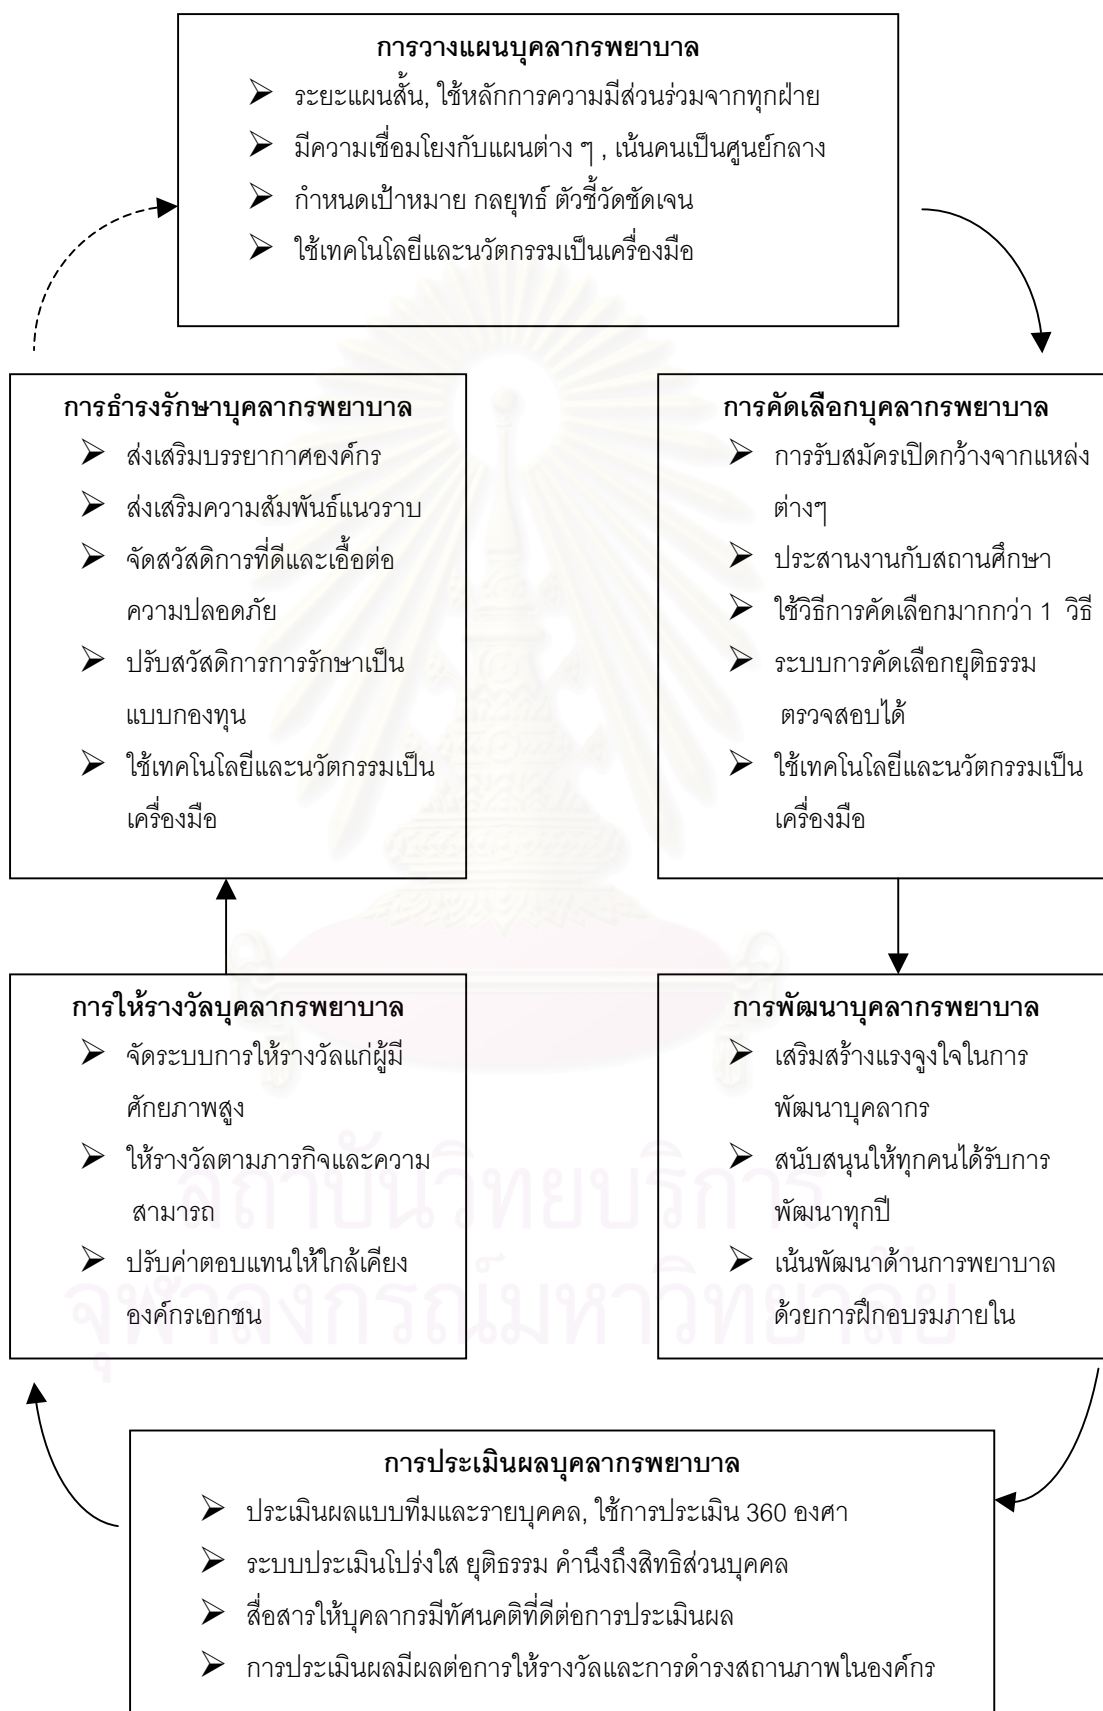 การวางแผนบุคลากรพยาบาล
➢ ระยะแผนสั้น, ใช้หลักการความมีส่วนร่วมจากทุกฝ่าย
➢ มีความเชื่อมโยงกับแผนต่าง ๆ , เน้นคนเป็นศูนย์กลาง
➢ กำหนดเป้าหมาย กลยุทธ์ ตัวชี้วัดชัดเจน
➢ ใช้เทคโนโลยีและนวัตกรรมเป็นเครื่องมือ
การคัดเลือกบุคลากรพยาบาล
➢ การรับสมัครเปิดกว้างจากแหล่ง
ต่างๆ
➢ ประสานงานกับสถานศึกษา
➢ ใช้วิธีการคัดเลือกมากกว่า 1 วิธี
➢ ระบบการคัดเลือกยุติธรรม
ตรวจสอบได้
➢ ใช้เทคโนโลยีและนวัตกรรมเป็น
เครื่องมือ
การพัฒนาบุคลากรพยาบาล
➢ เสริมสร้างแรงจูงใจในการ
พัฒนาบุคลากร
➢ สนับสนุนให้ทุกคนได้รับการ
พัฒนาทุกปี
➢ เน้นพัฒนาด้านการพยาบาล
ด้วยการฝึกอบรมภายใน
การประเมินผลบุคลากรพยาบาล
➢ ประเมินผลแบบทีมและรายบุคคล, ใช้การประเมิน 360 องศา
➢ ระบบประเมินโปร่งใส ยุติธรรม คำนึงถึงสิทธิส่วนบุคคล
➢ สื่อสารให้บุคลากรมีทัศนคติที่ดีต่อการประเมินผล
➢ การประเมินผลมีผลต่อการให้รางวัลและการดำรงสถานภาพในองค์กร
การให้รางวัลบุคลากรพยาบาล
➢ จัดระบบการให้รางวัลแก่ผู้มี
ศักยภาพสูง
➢ ให้รางวัลตามภารกิจและความ
สามารถ
➢ ปรับค่าตอบแทนให้ใกล้เคียง
องค์กรเอกชน
การธำรงรักษาบุคลากรพยาบาล
➢ ส่งเสริมบรรยากาศองค์กร
➢ ส่งเสริมความสัมพันธ์แนวราบ
➢ จัดสวัสดิการที่ดีและเอื้อต่อ
ความปลอดภัย
➢ ปรับสวัสดิการการรักษาเป็น
แบบกองทุน
➢ ใช้เทคโนโลยีและนวัตกรรมเป็น
เครื่องมือ
สถาบันวิทยบริการ
จุฬาลงกรณ์มหาวิทยาลัย